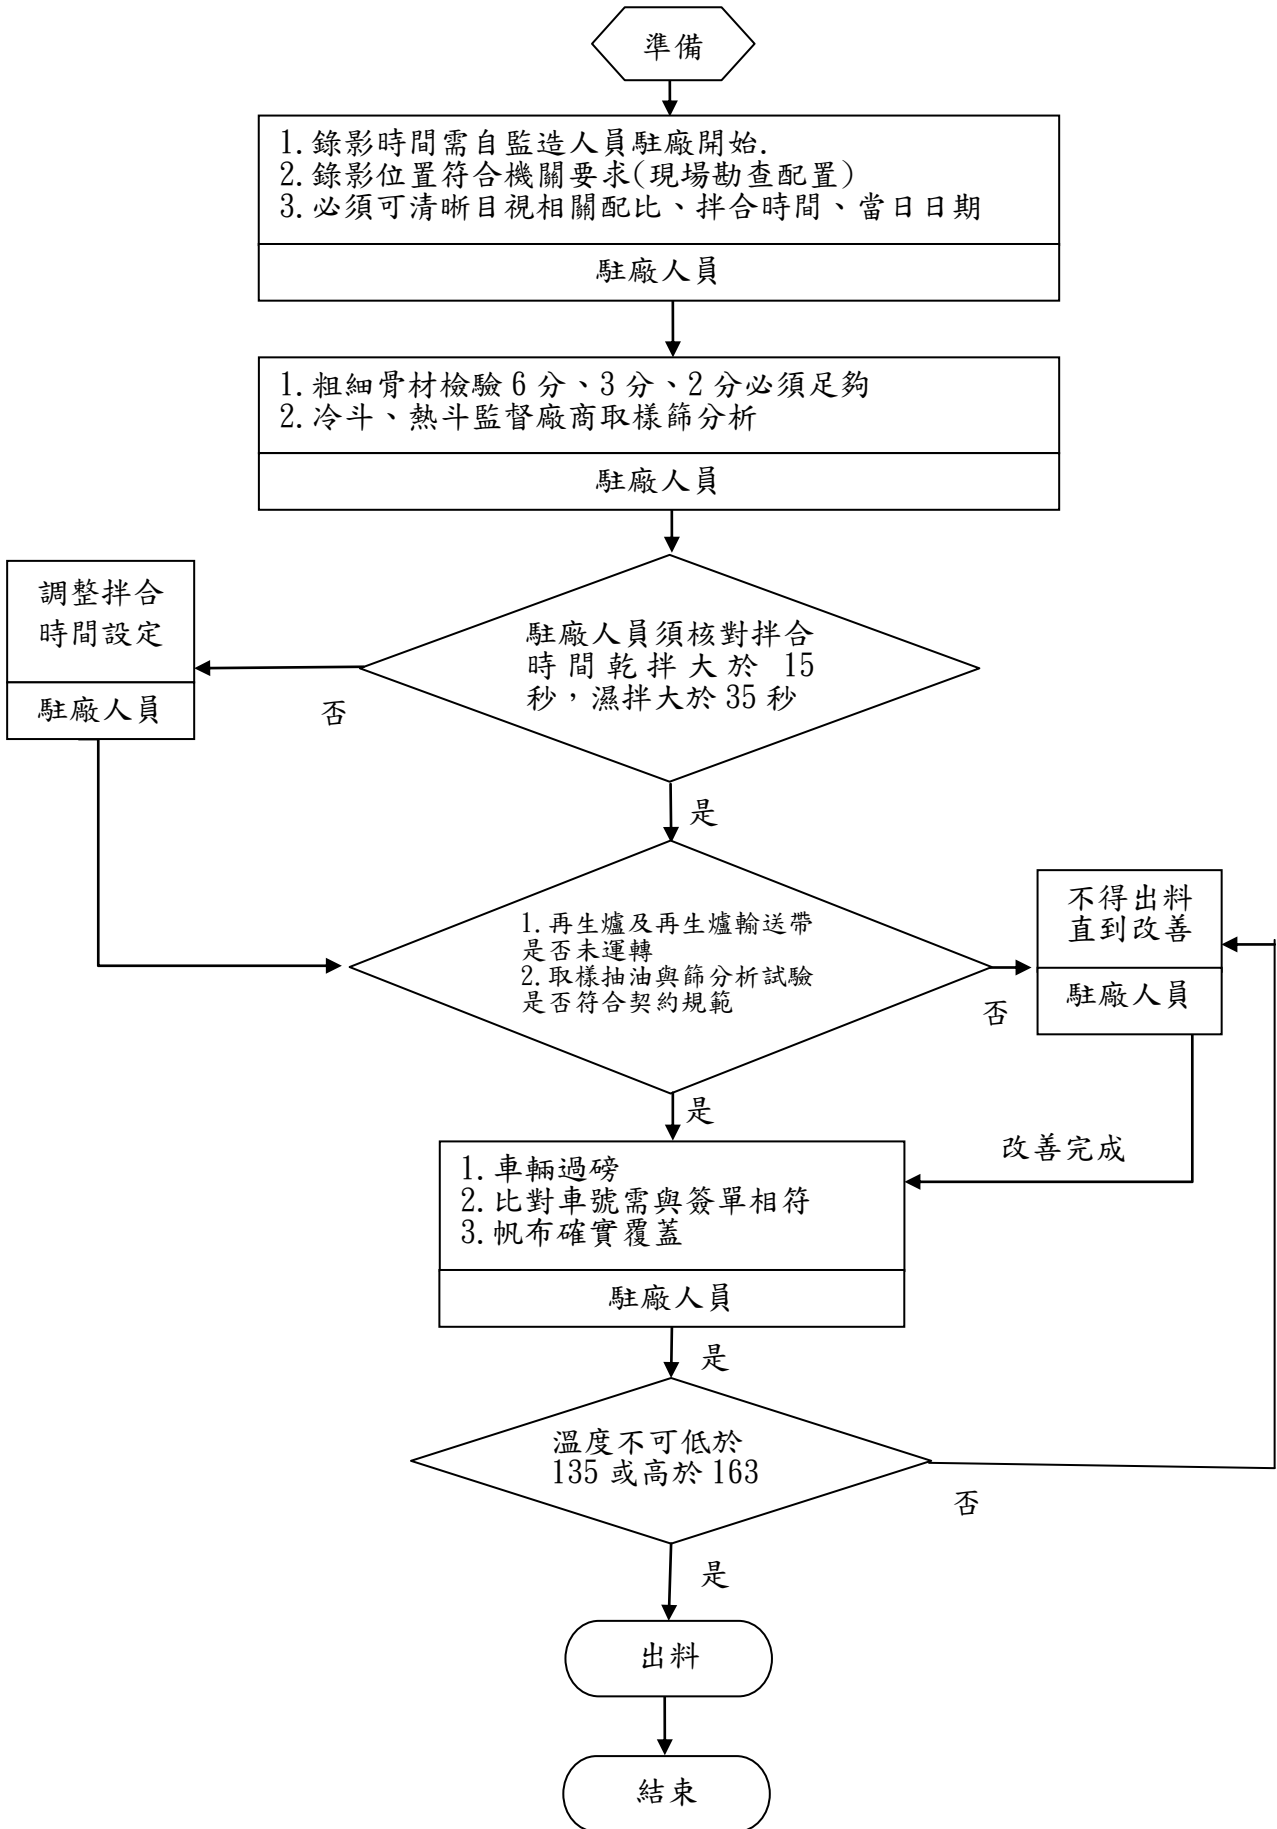 準備
1.錄影時間需自監造人員駐廠開始.
2.錄影位置符合機關要求(現場勘查配置)
3.必須可清晰目視相關配比、拌合時間、當日日期
駐廠人員
1.粗細骨材檢驗6分、3分、2分必須足夠
2.冷斗、熱斗監督廠商取樣篩分析
駐廠人員
調整拌合
時間設定
駐廠人員
駐廠人員須核對拌合
時間乾拌大於 15
秒，濕拌大於35秒
否
是
1.再生爐及再生爐輸送帶
是否未運轉
2.取樣抽油與篩分析試驗
是否符合契約規範
否
不得出料
直到改善
駐廠人員
是
改善完成
1.車輛過磅
2.比對車號需與簽單相符
3.帆布確實覆蓋
駐廠人員
是
溫度不可低於
135或高於163
否
是
出料
結束